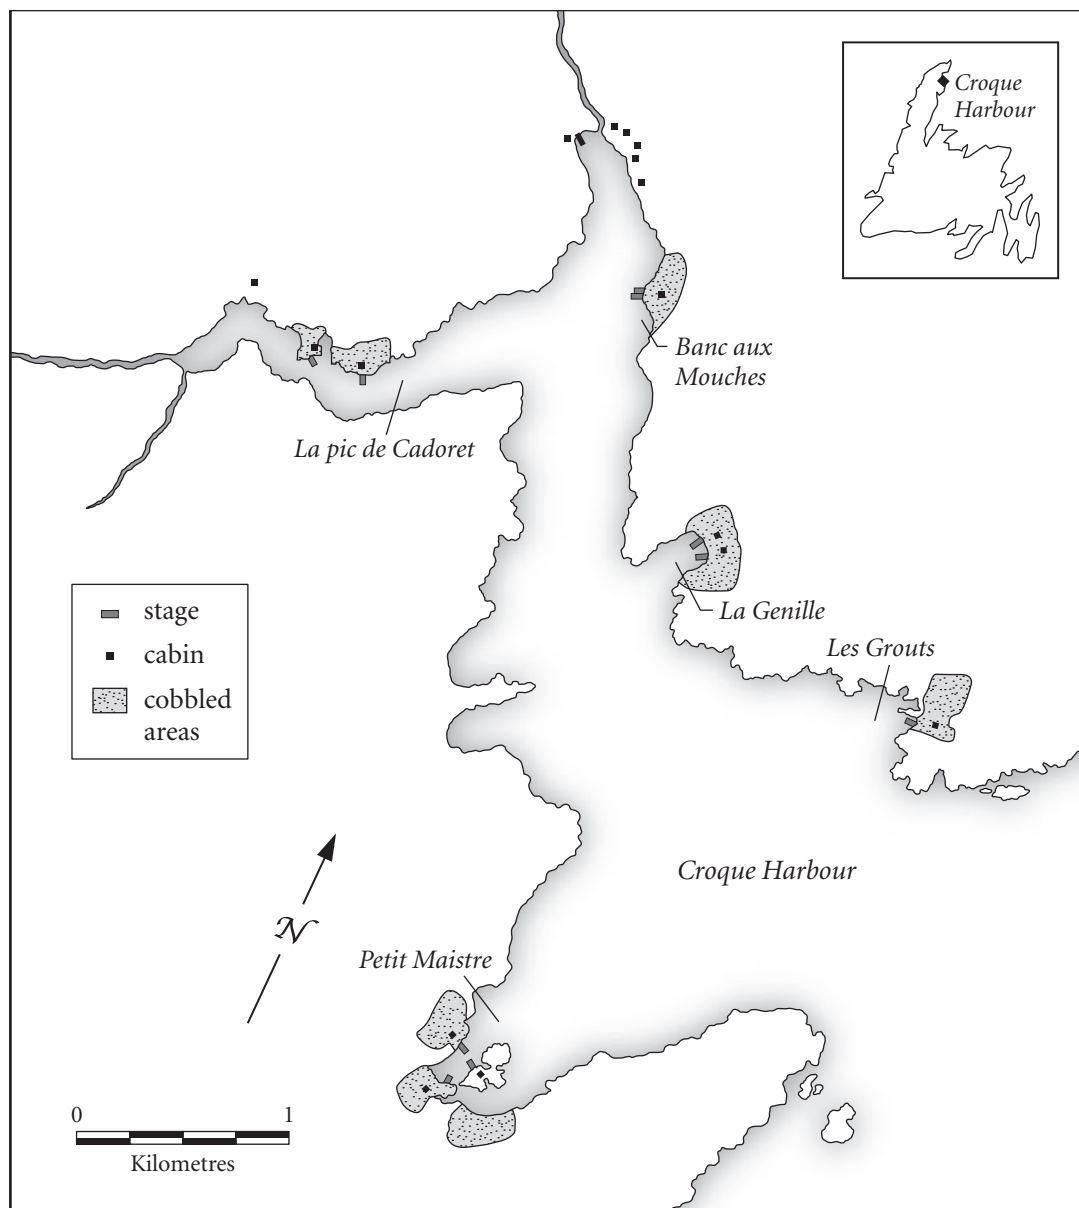 Croque
Harbour
Banc aux
Mouches
La pic de Cadoret
stage
cabin
cobbled
areas
La Genille
Les Grouts
Croque Harbour
N
Petit Maistre
0 1
Kilometres